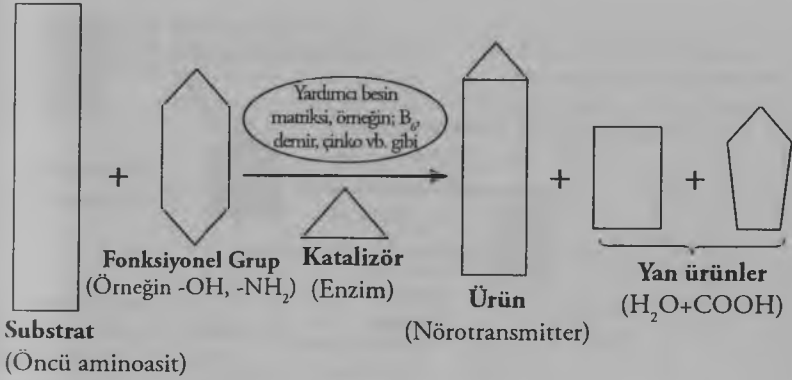 Yardımcı besin
matriksi, örneğin; B₆,
demir, çinko vb. gibi
+
+
+
Fonksiyonel Grup
(Örneğin -OH, -NH₂)
Katalizör
(Enzim)
Ürün
(Nörotransmitter)
Yan ürünler
(H₂O+COOH)
Substrat
(Öncü aminoasit)